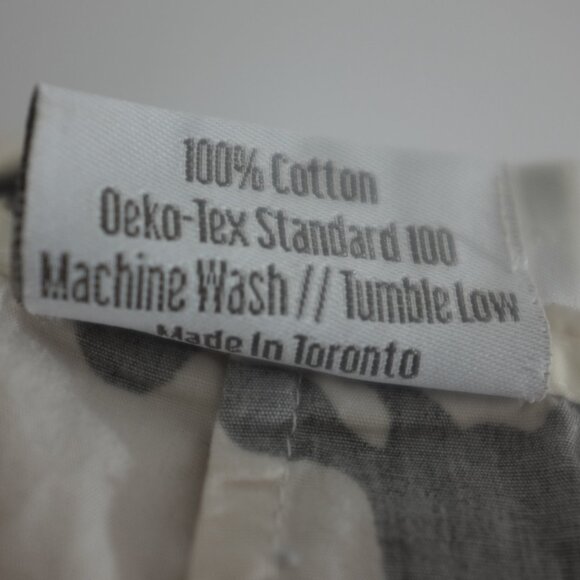 100% Cotton
Oeko-Tex Standard 100
Machine Wash // Tumble Low
Made In Toronto